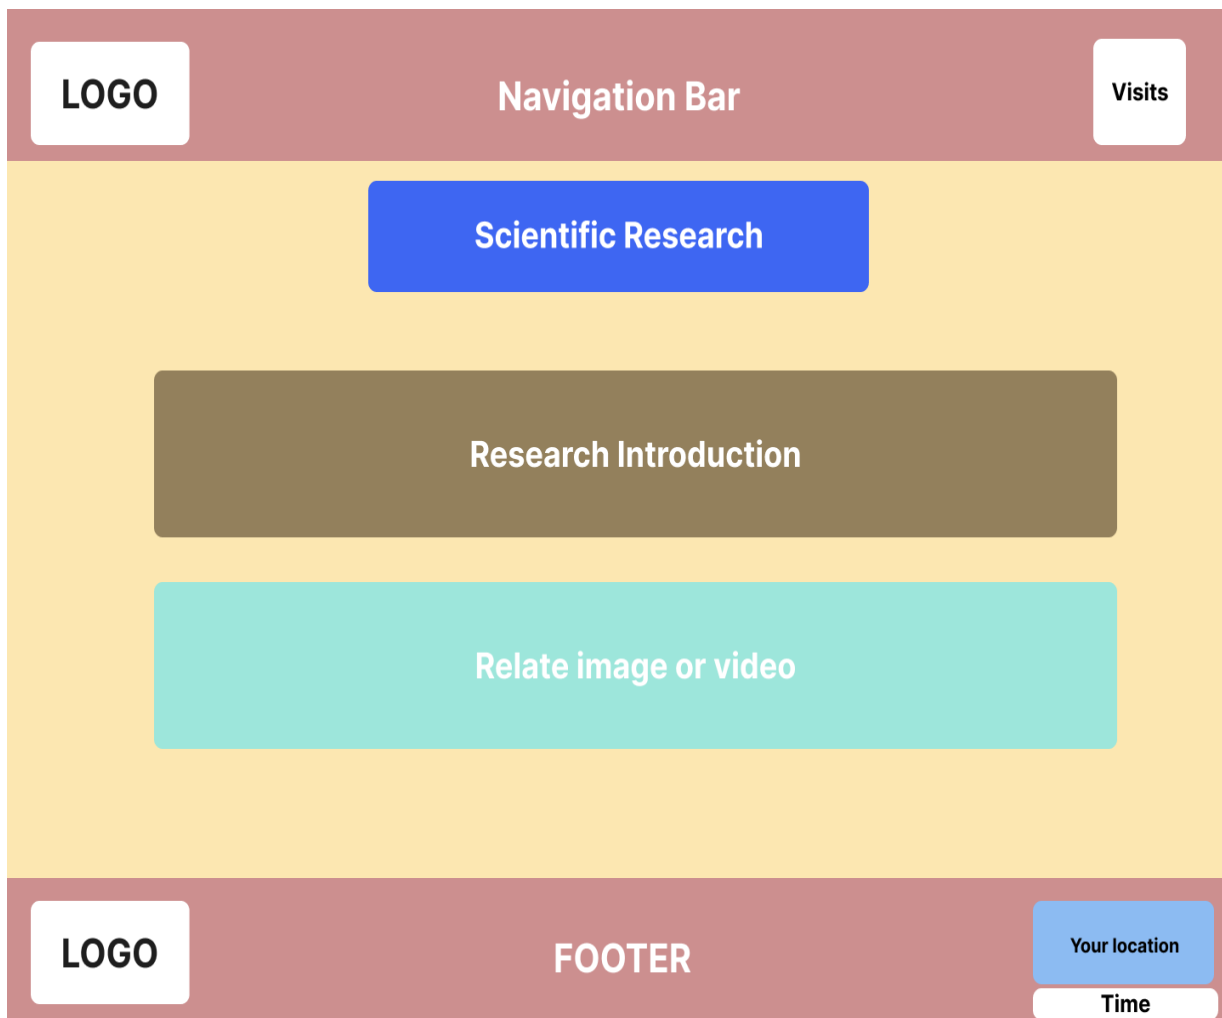 LOGO
Navigation Bar
Visits
Scientific Research
Research Introduction
Relate image or video
LOGO
FOOTER
Your location
Time